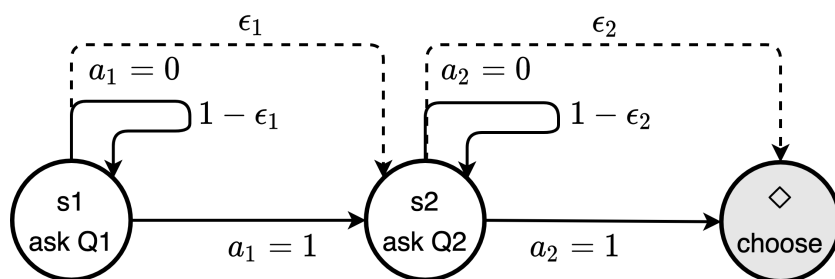 ϵ₁
ϵ₂
a₁ = 0
a₂ = 0
1 − ϵ₁
1 − ϵ₂
s1
ask Q1
s2
ask Q2
◇
choose
a₁ = 1
a₂ = 1